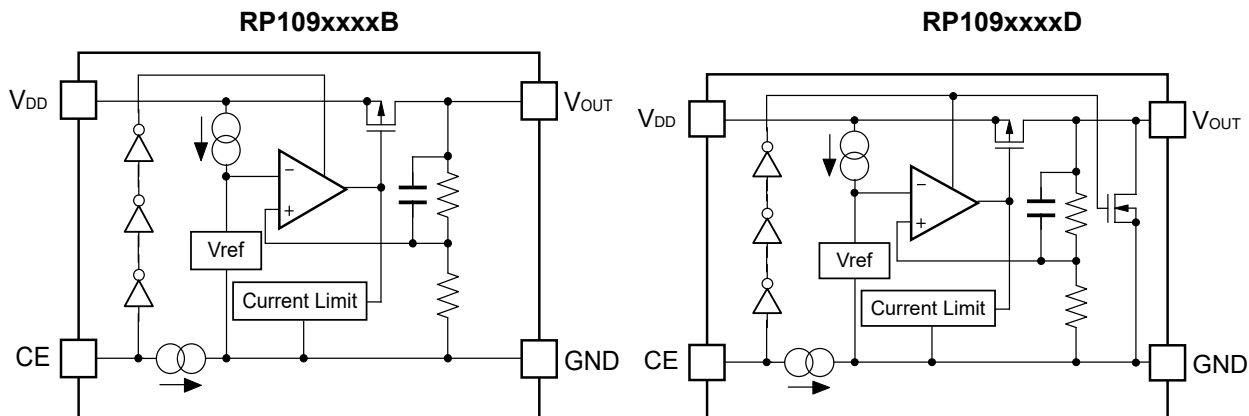 RP109xxxxB
VDD
VOUT
−
+
Vref
Current Limit
CE
GND
RP109xxxxD
VDD
VOUT
−
+
Vref
Current Limit
CE
GND